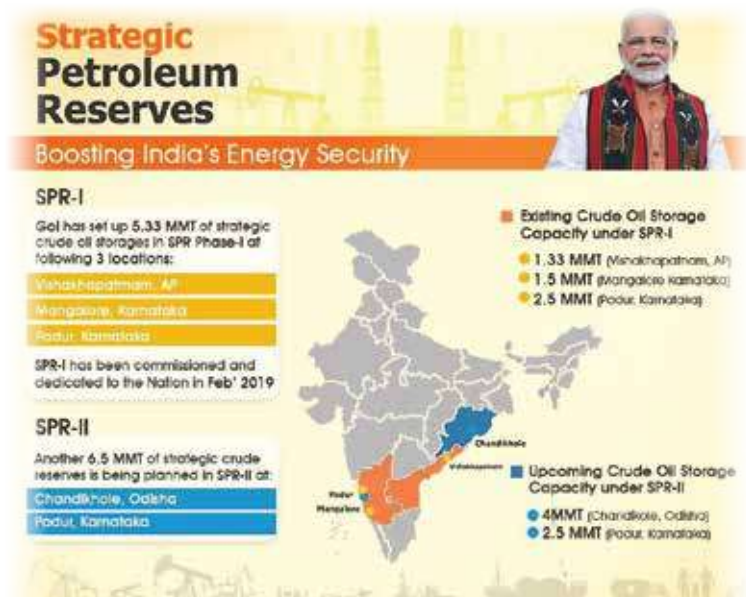 Strategic
Petroleum
Reserves
Boosting India's Energy Security
SPR-I
GoI has set up 5.33 MMT of strategic
crude oil storages in SPR Phase-I at
following 3 locations:
Vishakhapatnam, AP
Mangalore, Karnataka
Padur, Karnataka
SPR-I has been commissioned and
dedicated to the Nation in Feb' 2019
SPR-II
Another 6.5 MMT of strategic crude
reserves is being planned in SPR-II at:
Chandikhole, Odisha
Padur, Karnataka
Existing Crude Oil Storage
Capacity under SPR-I
1.33 MMT (Vishakhapatnam, AP)
1.5 MMT (Mangalore Karnataka)
2.5 MMT (Padur, Karnataka)
Chandikhole
Vishakhapatnam
Padur
Mangalore
Upcoming Crude Oil Storage
Capacity under SPR-II
4MMT (Chandikole, Odisha)
2.5 MMT (Padur, Karnataka)